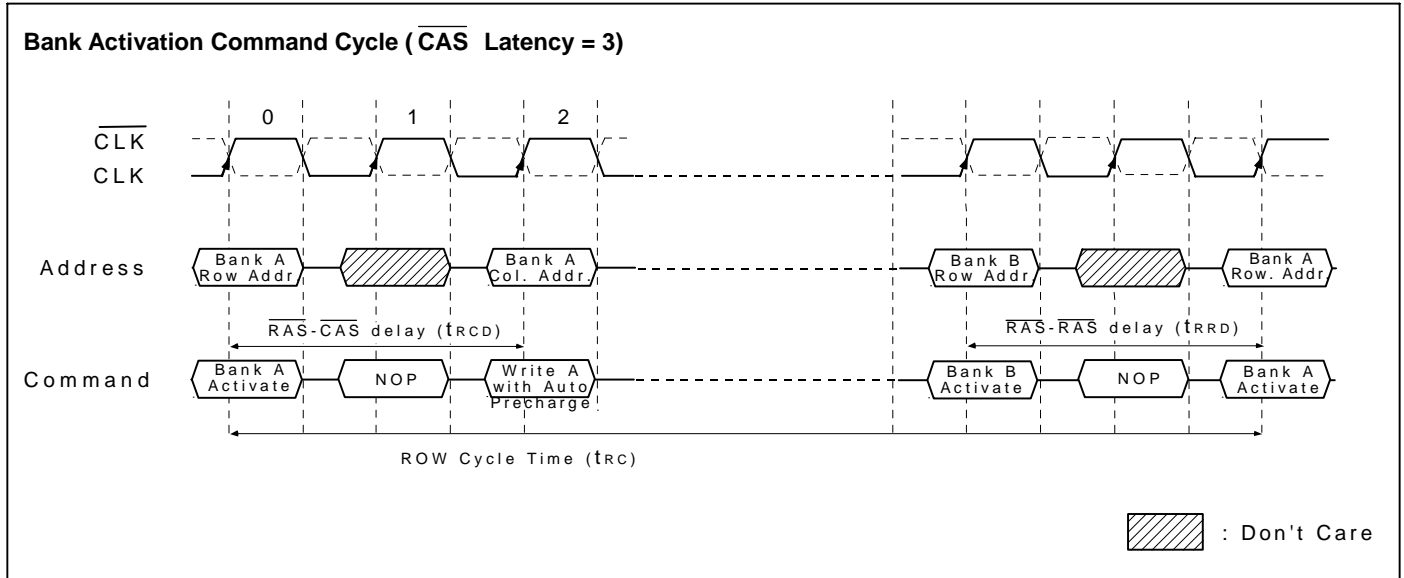 Bank Activation Command Cycle ( CAS Latency = 3)
0 1 2
CLK
CLK
Address
Bank A
Row Addr.
Bank A
Col. Addr.
Bank B
Row Addr.
Bank A
Row. Addr.
RAS-CAS delay (tRCD)
RAS-RAS delay (tRRD)
Command
Bank A
Activate
NOP
Write A
with Auto
Precharge
Bank B
Activate
NOP
Bank A
Activate
ROW Cycle Time (tRC)
: Don't Care